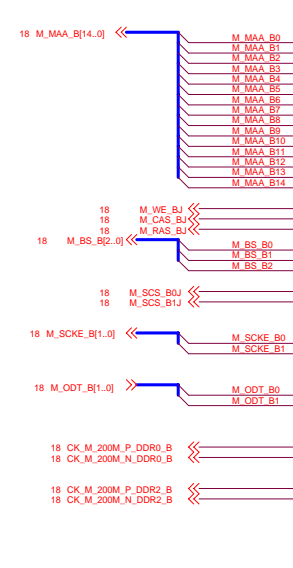 18 M_MAA_B[14..0]
M_MAA_B0
M_MAA_B1
M_MAA_B2
M_MAA_B3
M_MAA_B4
M_MAA_B5
M_MAA_B6
M_MAA_B7
M_MAA_B8
M_MAA_B9
M_MAA_B10
M_MAA_B11
M_MAA_B12
M_MAA_B13
M_MAA_B14
18 M_WE_BJ
18 M_CAS_BJ
18 M_RAS_BJ
18 M_BS_B[2..0]
M_BS_B0
M_BS_B1
M_BS_B2
18 M_SCS_B0J
18 M_SCS_B1J
18 M_SCKE_B[1..0]
M_SCKE_B0
M_SCKE_B1
18 M_ODT_B[1..0]
M_ODT_B0
M_ODT_B1
18 CK_M_200M_P_DDR0_B
18 CK_M_200M_N_DDR0_B
18 CK_M_200M_P_DDR2_B
18 CK_M_200M_N_DDR2_B